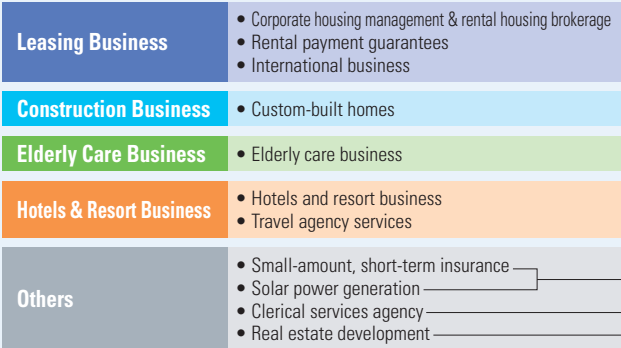 Leasing Business
• Corporate housing management & rental housing brokerage
• Rental payment guarantees
• International business
Construction Business
• Custom-built homes
Elderly Care Business
• Elderly care business
Hotels & Resort Business
• Hotels and resort business
• Travel agency services
Others
• Small-amount, short-term insurance
• Solar power generation
• Clerical services agency
• Real estate development